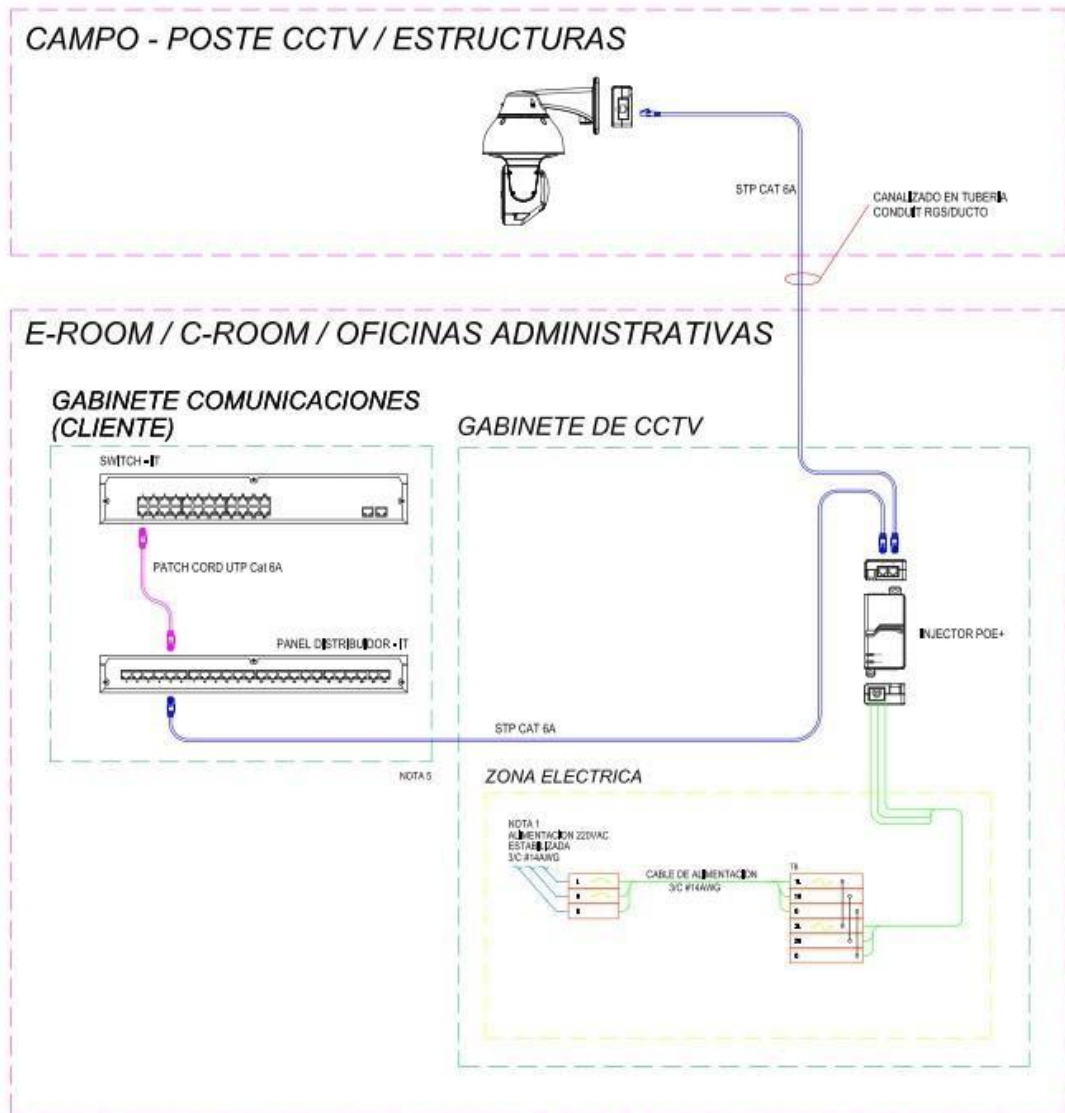 CAMPO - POSTE CCTV / ESTRUCTURAS
STP CAT 6A
CANALIZADO EN TUBERIA
CONDUIT RGS/DUCTO
E-ROOM / C-ROOM / OFICINAS ADMINISTRATIVAS
GABINETE COMUNICACIONES
(CLIENTE)
GABINETE DE CCTV
SWITCH - IT
PATCH CORD UTP Cat 6A
PANEL DISTRIBUIDOR - IT
INJECTOR POE+
STP CAT 6A
NOTA 5
ZONA ELECTRICA
NOTA 1
ALIMENTACION 220VAC
ESTABILIZADA
3/C #14AWG
CABLE DE ALIMENTACION
3/C #14AWG
L
1L
2L